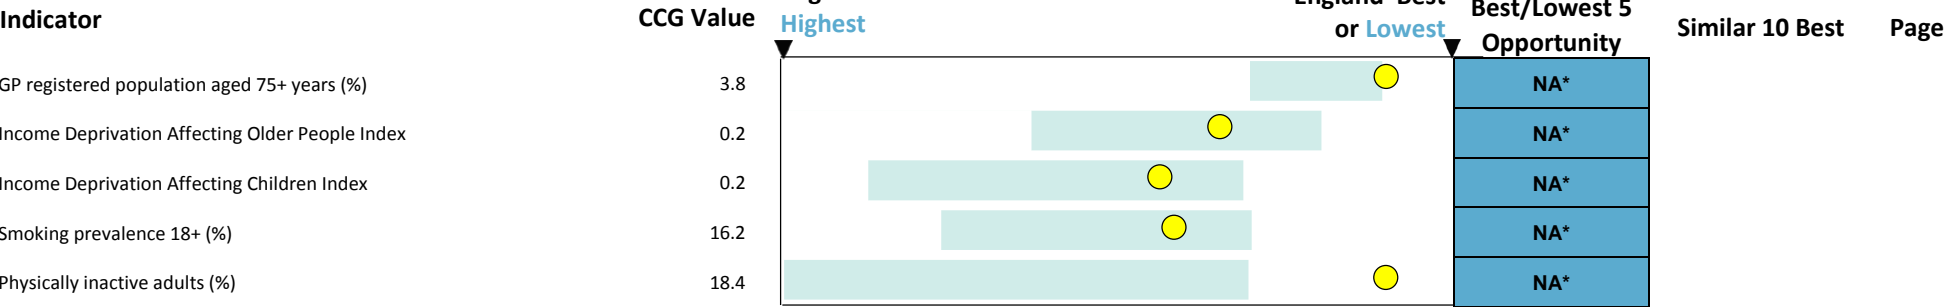 Indicator
CCG Value
Highest
England Best
or Lowest
Best/Lowest 5
Opportunity
Similar 10 Best
Page
GP registered population aged 75+ years (%) 3.8 NA*
Income Deprivation Affecting Older People Index 0.2 NA*
Income Deprivation Affecting Children Index 0.2 NA*
Smoking prevalence 18+ (%) 16.2 NA*
Physically inactive adults (%) 18.4 NA*